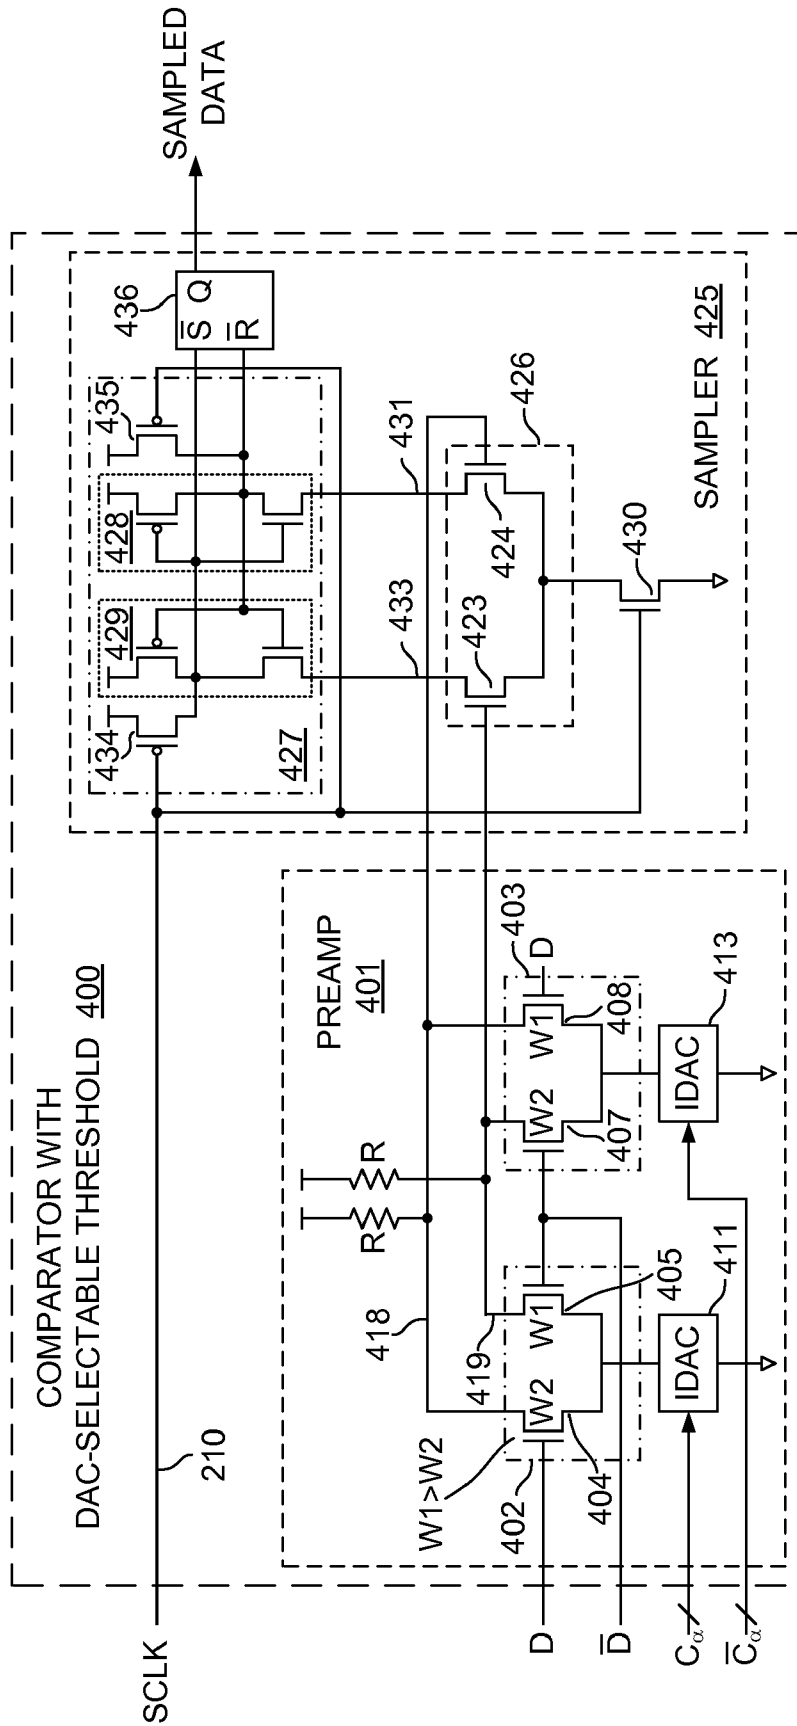 COMPARATOR WITH
DAC-SELECTABLE THRESHOLD 400
SCLK
210
SAMPLED
DATA
436
S̅ Q
R̅
435
428
429
434
427
431
433
426
424
423
430
SAMPLER 425
PREAMP
401
R
R
418
419
W1>W2
402
W2
W1
404
405
403
D
W2
W1
407
408
IDAC
411
IDAC
413
D
D̅
Cα
C̅α